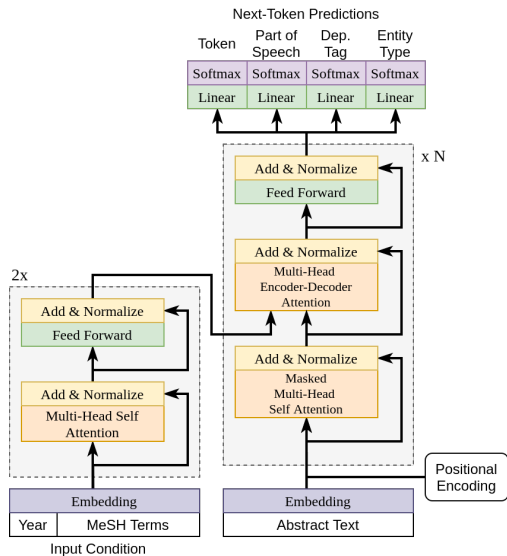 Next-Token Predictions
Token
Part of
Speech
Dep.
Tag
Entity
Type
Softmax
Softmax
Softmax
Softmax
Linear
Linear
Linear
Linear
x N
Add & Normalize
Feed Forward
Add & Normalize
Multi-Head
Encoder-Decoder
Attention
Add & Normalize
Masked
Multi-Head
Self Attention
2x
Add & Normalize
Feed Forward
Add & Normalize
Multi-Head Self
Attention
Positional
Encoding
Embedding
Year
MeSH Terms
Input Condition
Embedding
Abstract Text